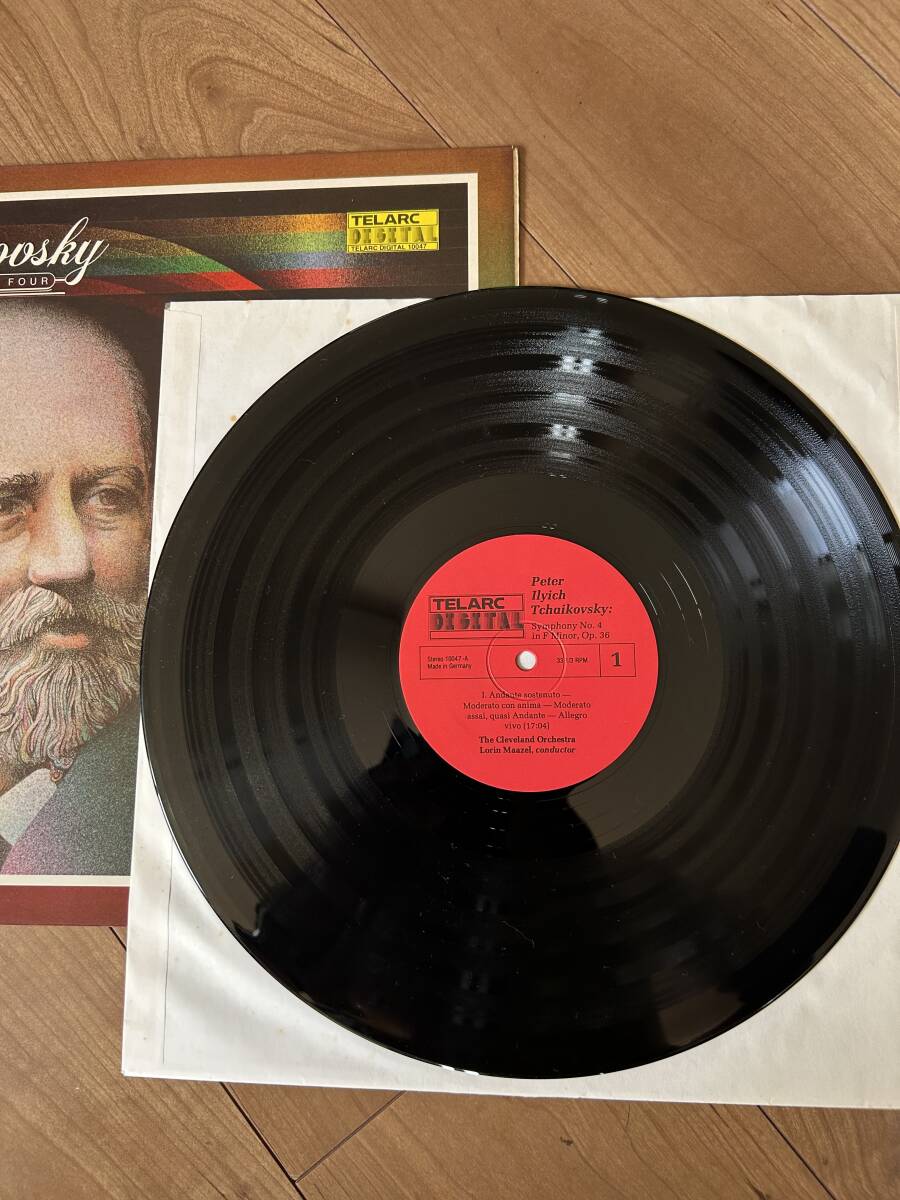 ovsky
FOUR
TELARC
DIGITAL
TELARC DIGITAL 10047
TELARC
DIGITAL
Peter
Ilyich
Tchaikovsky:
Symphony No. 4
in F Minor, Op. 36
Stereo 10047-A
Made in Germany
33 1/3 RPM
1
I. Andante sostenuto —
Moderato con anima — Moderato
assai, quasi Andante — Allegro
vivo (17:04)
The Cleveland Orchestra
Lorin Maazel, conductor